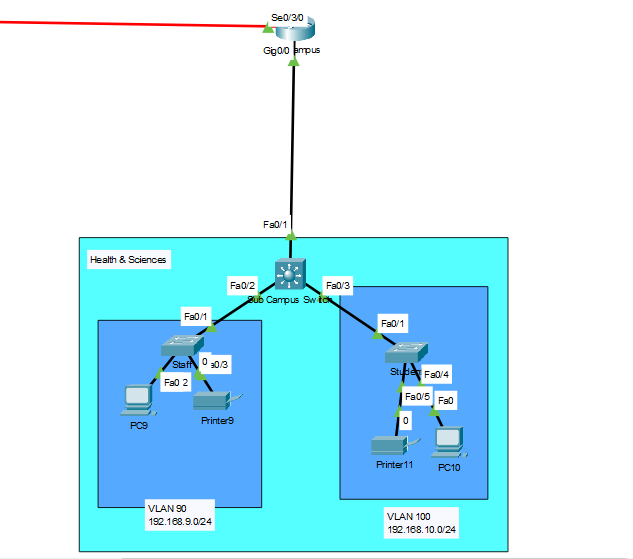 Se0/3/0
Gig0/0 ampus
Fa0/1
Health & Sciences
Fa0/2
Fa0/3
Sub Campus Switch
Fa0/1
Fa0/1
Staff
0
a0/3
Fa0 2
Fa0/4
Fa0/5
Fa0
0
PC9
Printer9
Printer11
PC10
VLAN 90
192.168.9.0/24
VLAN 100
192.168.10.0/24